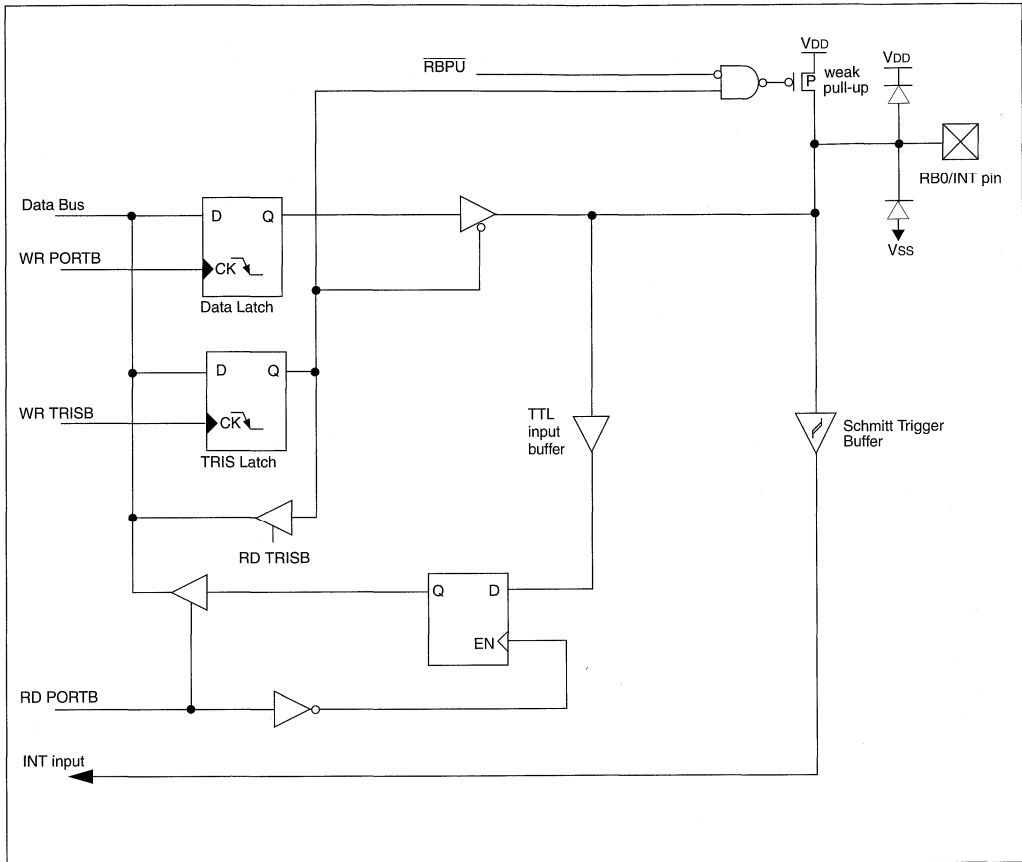 VDD
RBPU
P
weak
pull-up
VDD
RB0/INT pin
VSS
Data Bus
D
Q
WR PORTB
CK
Data Latch
D
Q
WR TRISB
CK
TRIS Latch
TTL
input
buffer
Schmitt Trigger
Buffer
RD TRISB
Q
D
EN
RD PORTB
INT input